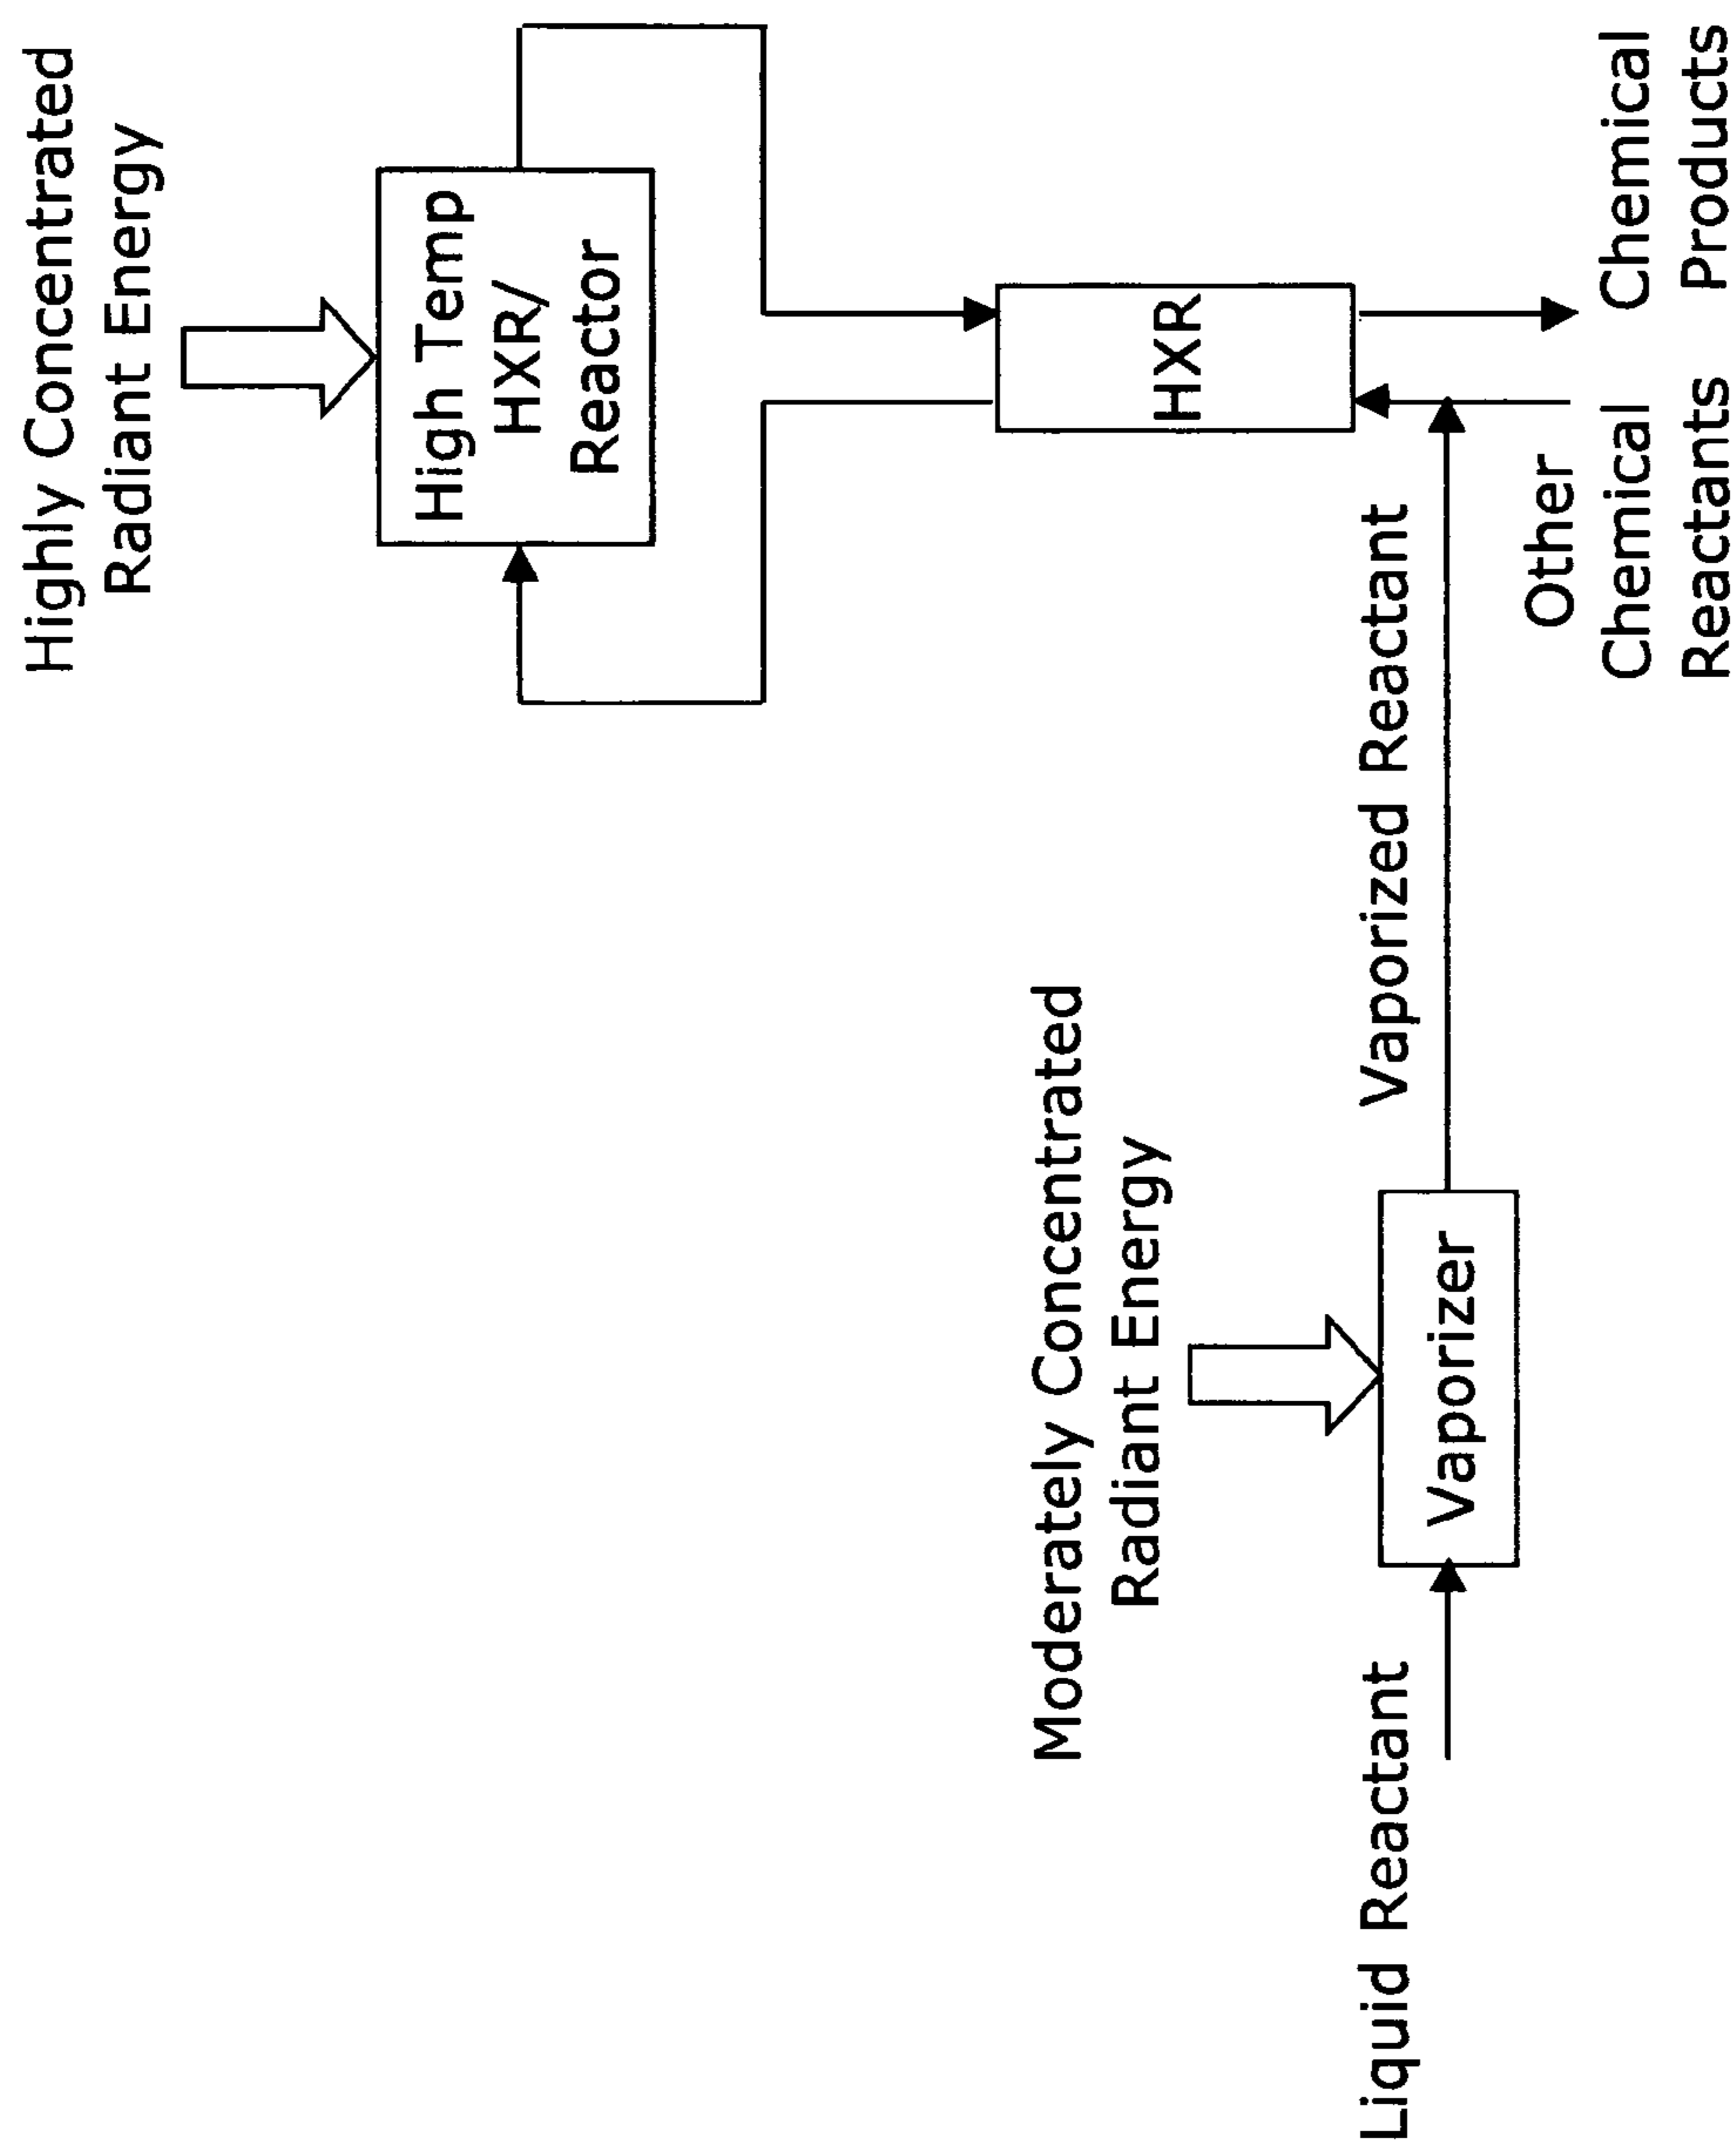 Highly Concentrated
Radiant Energy
High Temp
HXR/
Reactor
Moderately Concentrated
Radiant Energy
HXR
Liquid Reactant
Vaporizer
Vaporized Reactant
Other
Chemical
Reactants
Chemical
Products